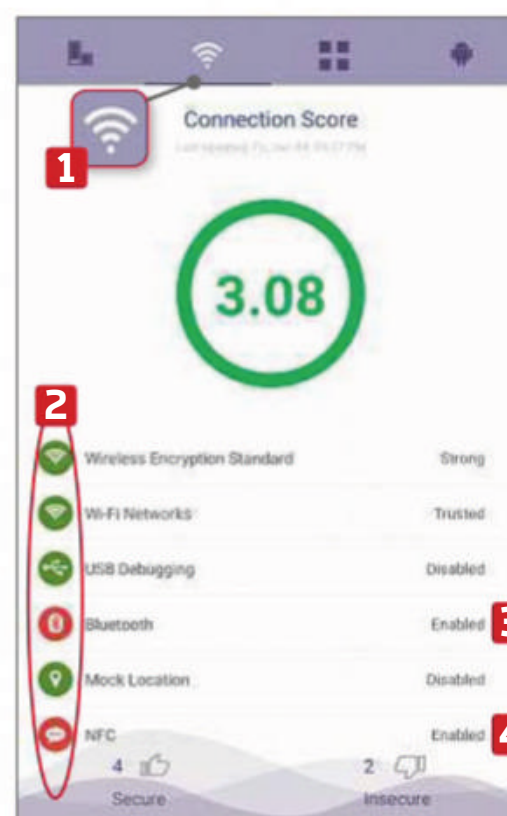 1
Connection Score
3.08
2
Wireless Encryption Standard Strong
Wi-Fi Networks Trusted
USB Debugging Disabled
Bluetooth Enabled 3
Mock Location Disabled
NFC Enabled 4
4 2
Secure Insecure